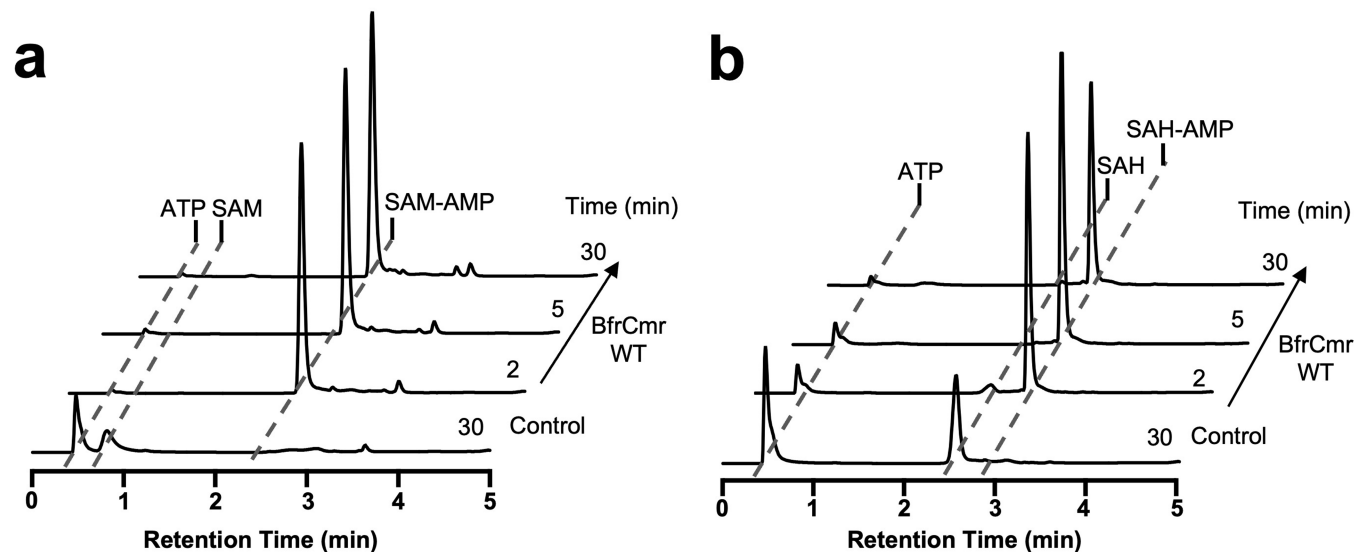 a
ATP SAM
SAM-AMP
Time (min)
30
5
2
BfrCmr
WT
30 Control
0 1 2 3 4 5
Retention Time (min)
b
ATP
SAH-AMP
SAH
Time (min)
30
5
2
BfrCmr
WT
30 Control
0 1 2 3 4 5
Retention Time (min)